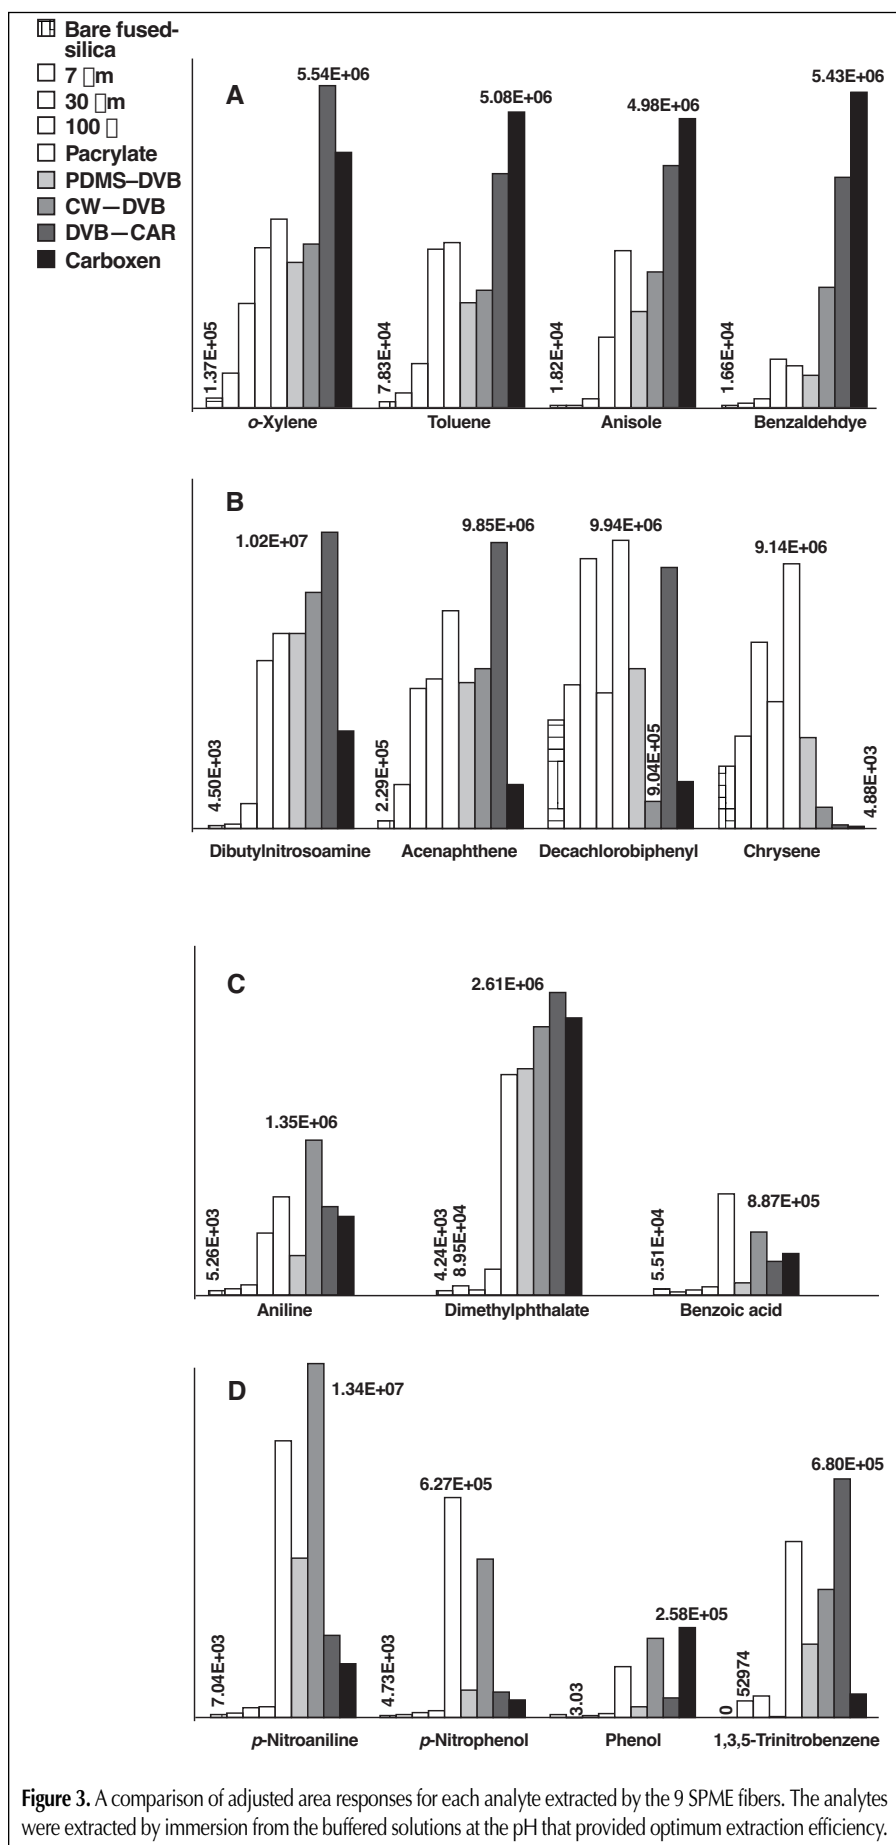 Bare fused-
silica
7 □m
30 □m
100 □
Pacrylate
PDMS–DVB
CW—DVB
DVB—CAR
Carboxen
A
1.37E+05
5.54E+06
7.83E+04
5.08E+06
1.82E+04
4.98E+06
1.66E+04
5.43E+06
o-Xylene
Toluene
Anisole
Benzaldehdye
B
4.50E+03
1.02E+07
2.29E+05
9.85E+06
9.94E+06
9.04E+05
9.14E+06
4.88E+03
Dibutylnitrosoamine
Acenaphthene
Decachlorobiphenyl
Chrysene
C
5.26E+03
1.35E+06
4.24E+03
8.95E+04
2.61E+06
5.51E+04
8.87E+05
Aniline
Dimethylphthalate
Benzoic acid
D
7.04E+03
1.34E+07
4.73E+03
6.27E+05
3.03
2.58E+05
0
52974
6.80E+05
p-Nitroaniline
p-Nitrophenol
Phenol
1,3,5-Trinitrobenzene
Figure 3. A comparison of adjusted area responses for each analyte extracted by the 9 SPME fibers. The analytes
were extracted by immersion from the buffered solutions at the pH that provided optimum extraction efficiency.